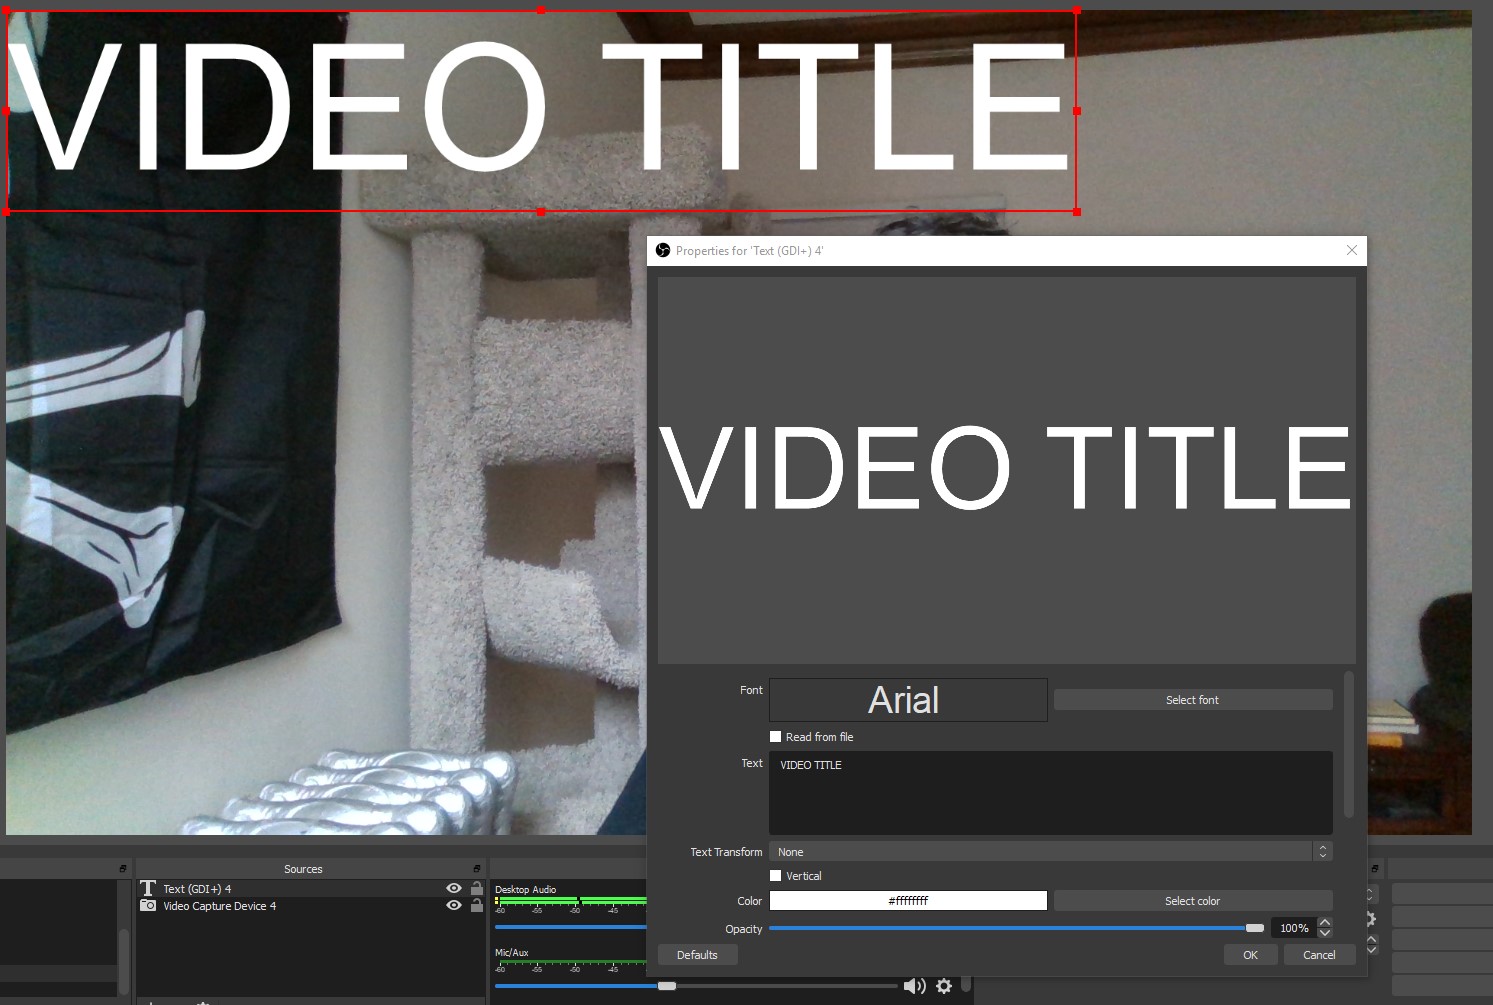 VIDEO TITLE
Properties for 'Text (GDI+) 4'
VIDEO TITLE
Font
Arial
Select font
Read from file
Text
VIDEO TITLE
Text Transform
None
Vertical
Color
#ffffffff
Select color
Opacity
100%
Defaults
OK
Cancel
Sources
Text (GDI+) 4
Video Capture Device 4
Desktop Audio
-60 -55 -50 -45
Mic/Aux
-60 -55 -50 -45